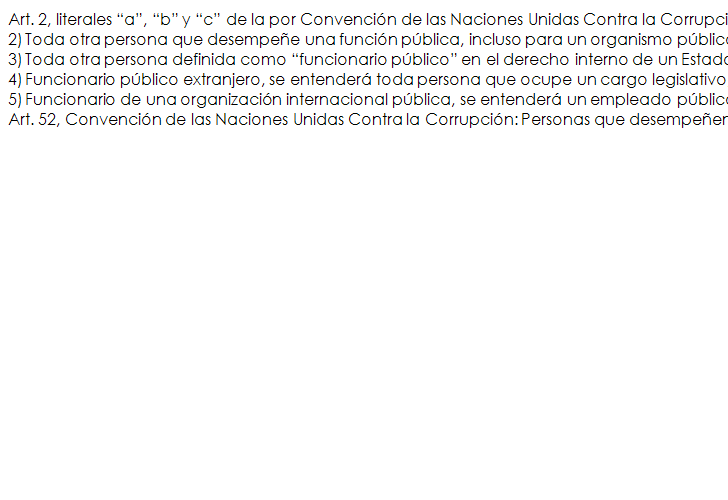 Art. 2, literales “a”, “b” y “c” de la por Convención de las Naciones Unidas Contra la Corrupci
2) Toda otra persona que desempeñe una función pública, incluso para un organismo públic
3) Toda otra persona definida como “funcionario público” en el derecho interno de un Estad
4) Funcionario público extranjero, se entenderá toda persona que ocupe un cargo legislativo
5) Funcionario de una organización internacional pública, se entenderá un empleado públic
Art. 52, Convención de las Naciones Unidas Contra la Corrupción: Personas que desempeñer